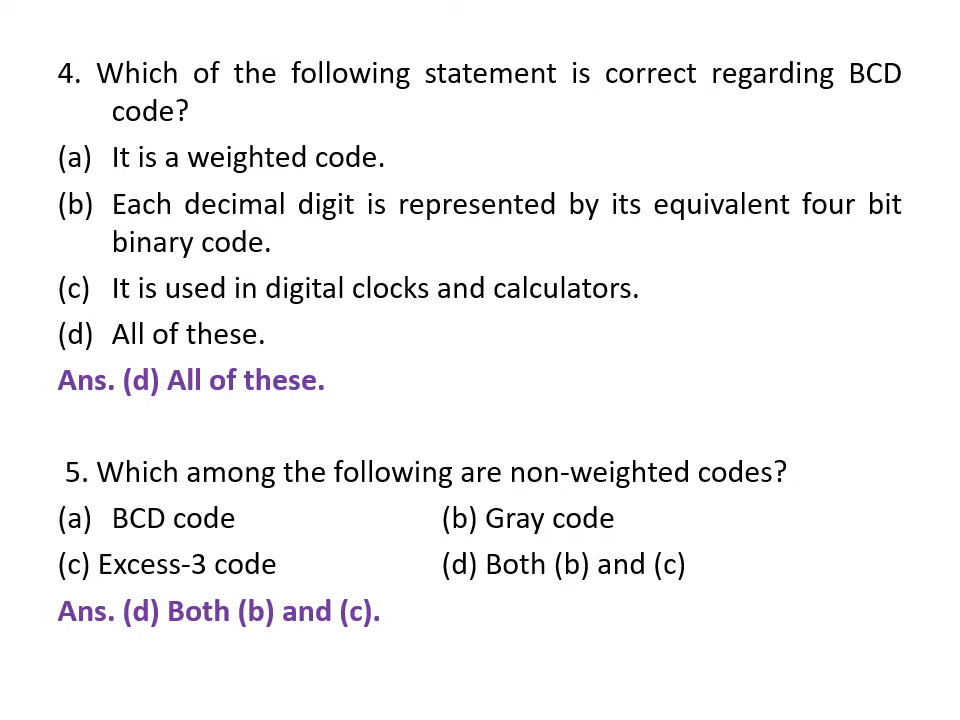 4. Which of the following statement is correct regarding BCD
code?
(a) It is a weighted code.
(b) Each decimal digit is represented by its equivalent four bit
binary code.
(c) It is used in digital clocks and calculators.
(d) All of these.
Ans. (d) All of these.
5. Which among the following are non-weighted codes?
(a) BCD code (b) Gray code
(c) Excess-3 code (d) Both (b) and (c)
Ans. (d) Both (b) and (c).